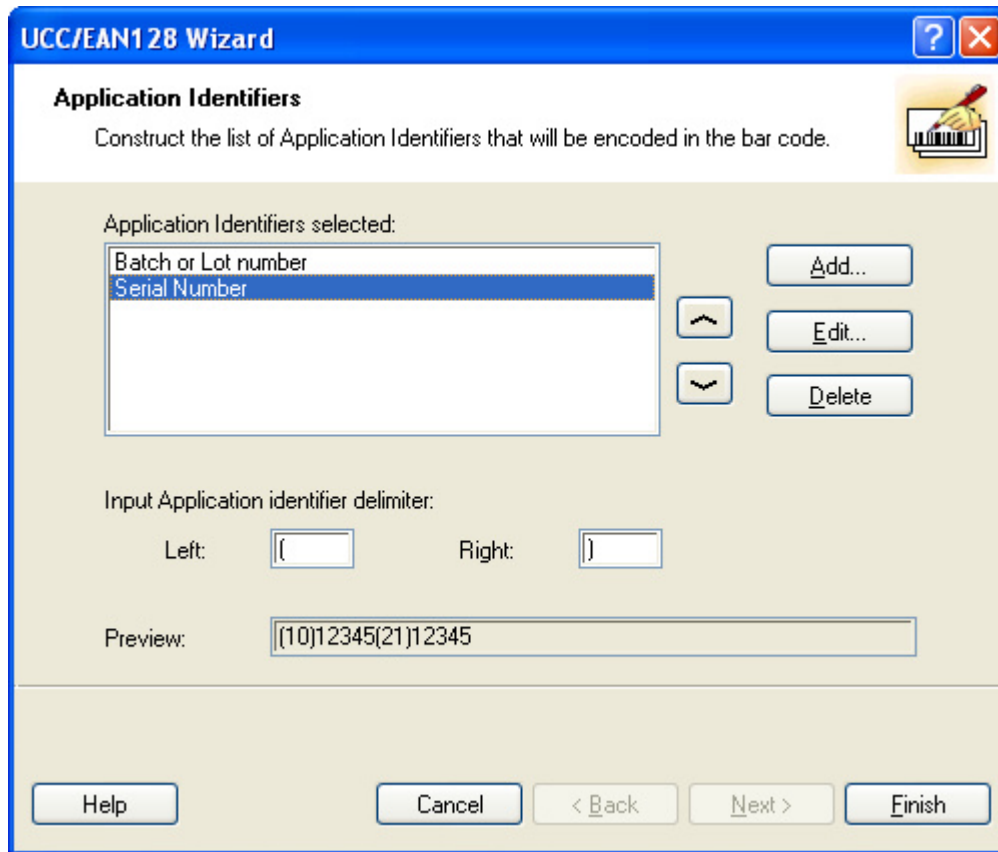 UCC/EAN128 Wizard
Application Identifiers
Construct the list of Application Identifiers that will be encoded in the bar code.
Application Identifiers selected:
Batch or Lot number
Serial Number
Add...
Edit...
Delete
Input Application identifier delimiter:
Left: ( Right: )
Preview: (10)12345(21)12345
Help Cancel < Back Next > Finish